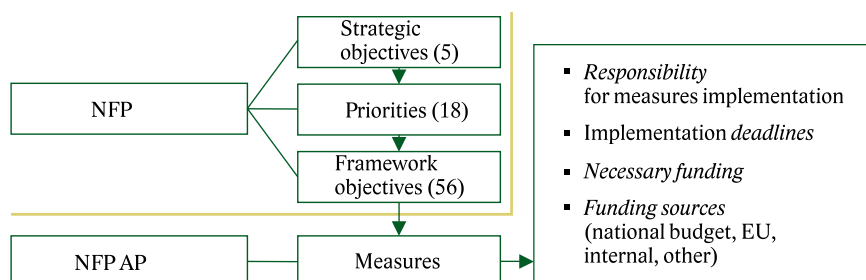 Strategic
objectives (5)
NFP
Priorities (18)
Framework
objectives (56)
NFP AP
Measures
▪ Responsibility
for measures implementation
▪ Implementation deadlines
▪ Necessary funding
▪ Funding sources
(national budget, EU,
internal, other)